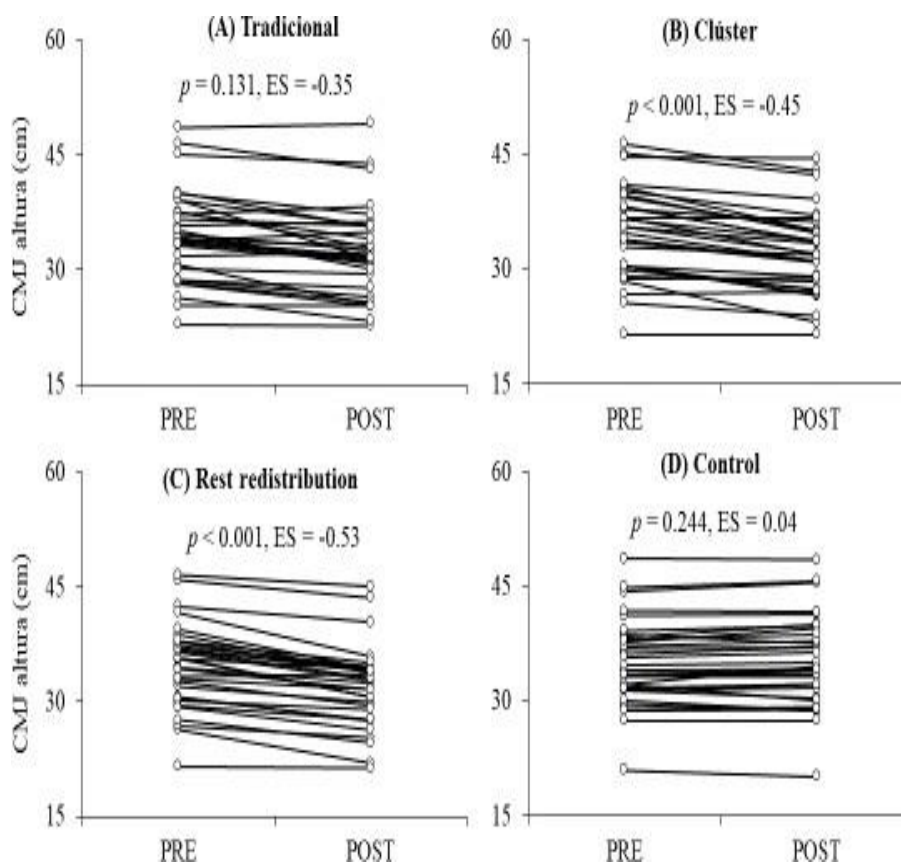 (A) Tradicional
p = 0.131, ES = -0.35
CMJ altura (cm)
60
45
30
15
PRE
POST
(B) Clúster
p < 0.001, ES = -0.45
60
45
30
15
PRE
POST
(C) Rest redistribution
p < 0.001, ES = -0.53
CMJ altura (cm)
60
45
30
15
PRE
POST
(D) Control
p = 0.244, ES = 0.04
60
45
30
15
PRE
POST